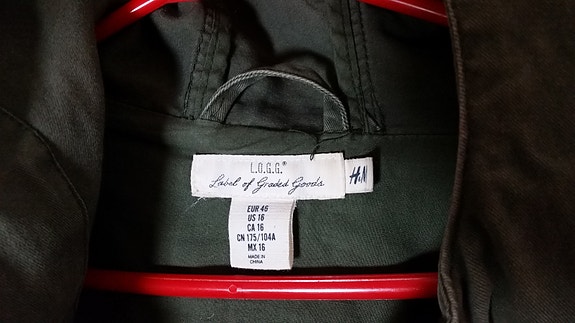 L.O.G.G.®
Label of Graded Goods
H&M
EUR 46
US 16
CA 16
CN 175/104A
MX 16
MADE IN
CHINA